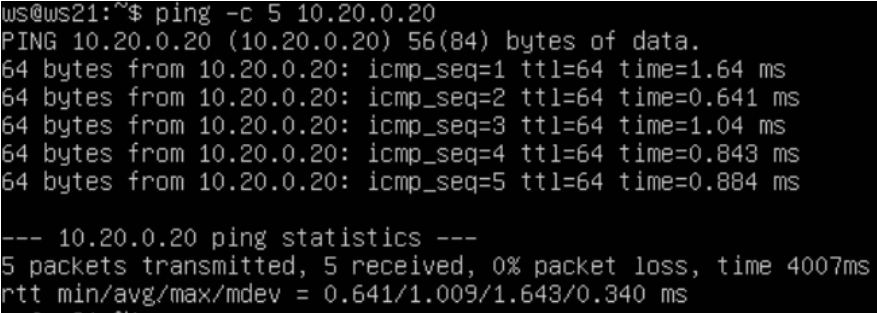 ws@ws21:~$ ping -c 5 10.20.0.20
PING 10.20.0.20 (10.20.0.20) 56(84) bytes of data.
64 bytes from 10.20.0.20: icmp_seq=1 ttl=64 time=1.64 ms
64 bytes from 10.20.0.20: icmp_seq=2 ttl=64 time=0.641 ms
64 bytes from 10.20.0.20: icmp_seq=3 ttl=64 time=1.04 ms
64 bytes from 10.20.0.20: icmp_seq=4 ttl=64 time=0.843 ms
64 bytes from 10.20.0.20: icmp_seq=5 ttl=64 time=0.884 ms
--- 10.20.0.20 ping statistics ---
5 packets transmitted, 5 received, 0% packet loss, time 4007ms
rtt min/avg/max/mdev = 0.641/1.009/1.643/0.340 ms